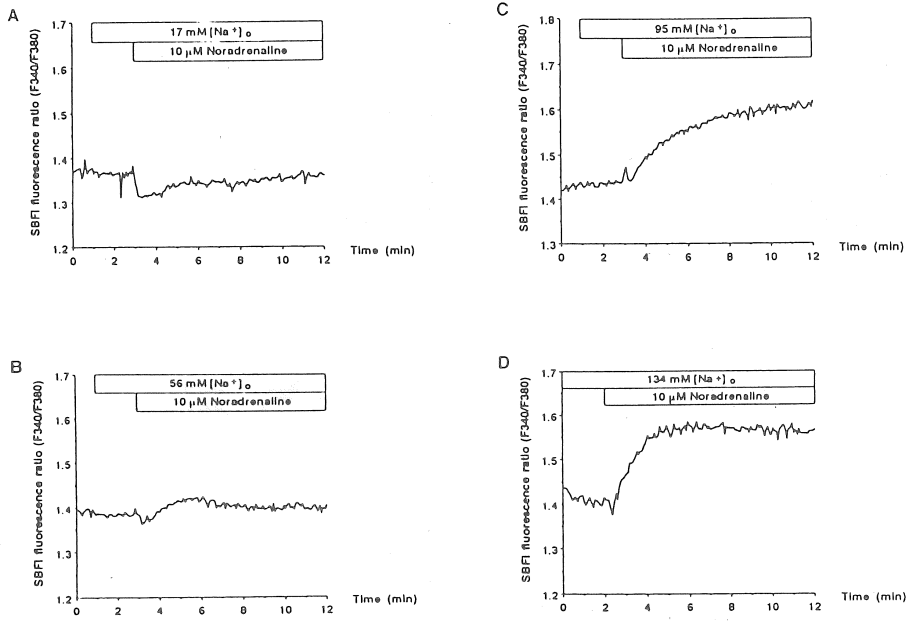 A
SBFI fluorescence ratio (F340/F380)
1.7
1.6
1.5
1.4
1.3
1.2
17 mM [Na+]o
10 µM Noradrenaline
0 2 4 6 8 10 12
Time (min)
C
SBFI fluorescence ratio (F340/F380)
1.8
1.7
1.6
1.5
1.4
1.3
95 mM [Na+]o
10 µM Noradrenaline
0 2 4 6 8 10 12
Time (min)
B
SBFI fluorescence ratio (F340/F380)
1.7
1.6
1.5
1.4
1.3
1.2
56 mM [Na+]o
10 µM Noradrenaline
0 2 4 6 8 10 12
Time (min)
D
SBFI fluorescence ratio (F340/F380)
1.7
1.6
1.5
1.4
1.3
1.2
134 mM [Na+]o
10 µM Noradrenaline
0 2 4 6 8 10 12
Time (min)